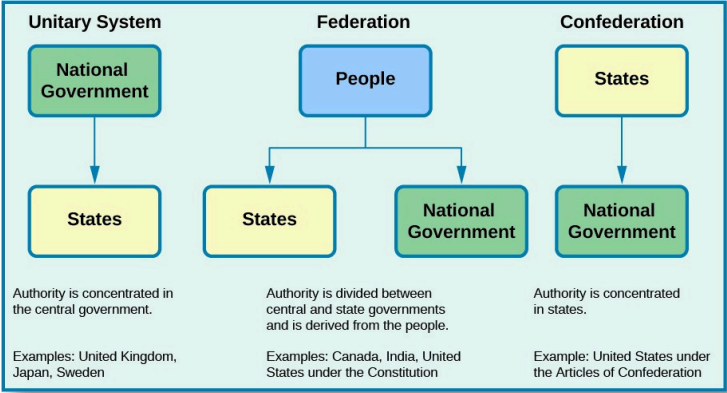 Unitary System
National
Government
States
Authority is concentrated in
the central government.
Examples: United Kingdom,
Japan, Sweden
Federation
People
States
National
Government
Authority is divided between
central and state governments
and is derived from the people.
Examples: Canada, India, United
States under the Constitution
Confederation
States
National
Government
Authority is concentrated
in states.
Example: United States under
the Articles of Confederation